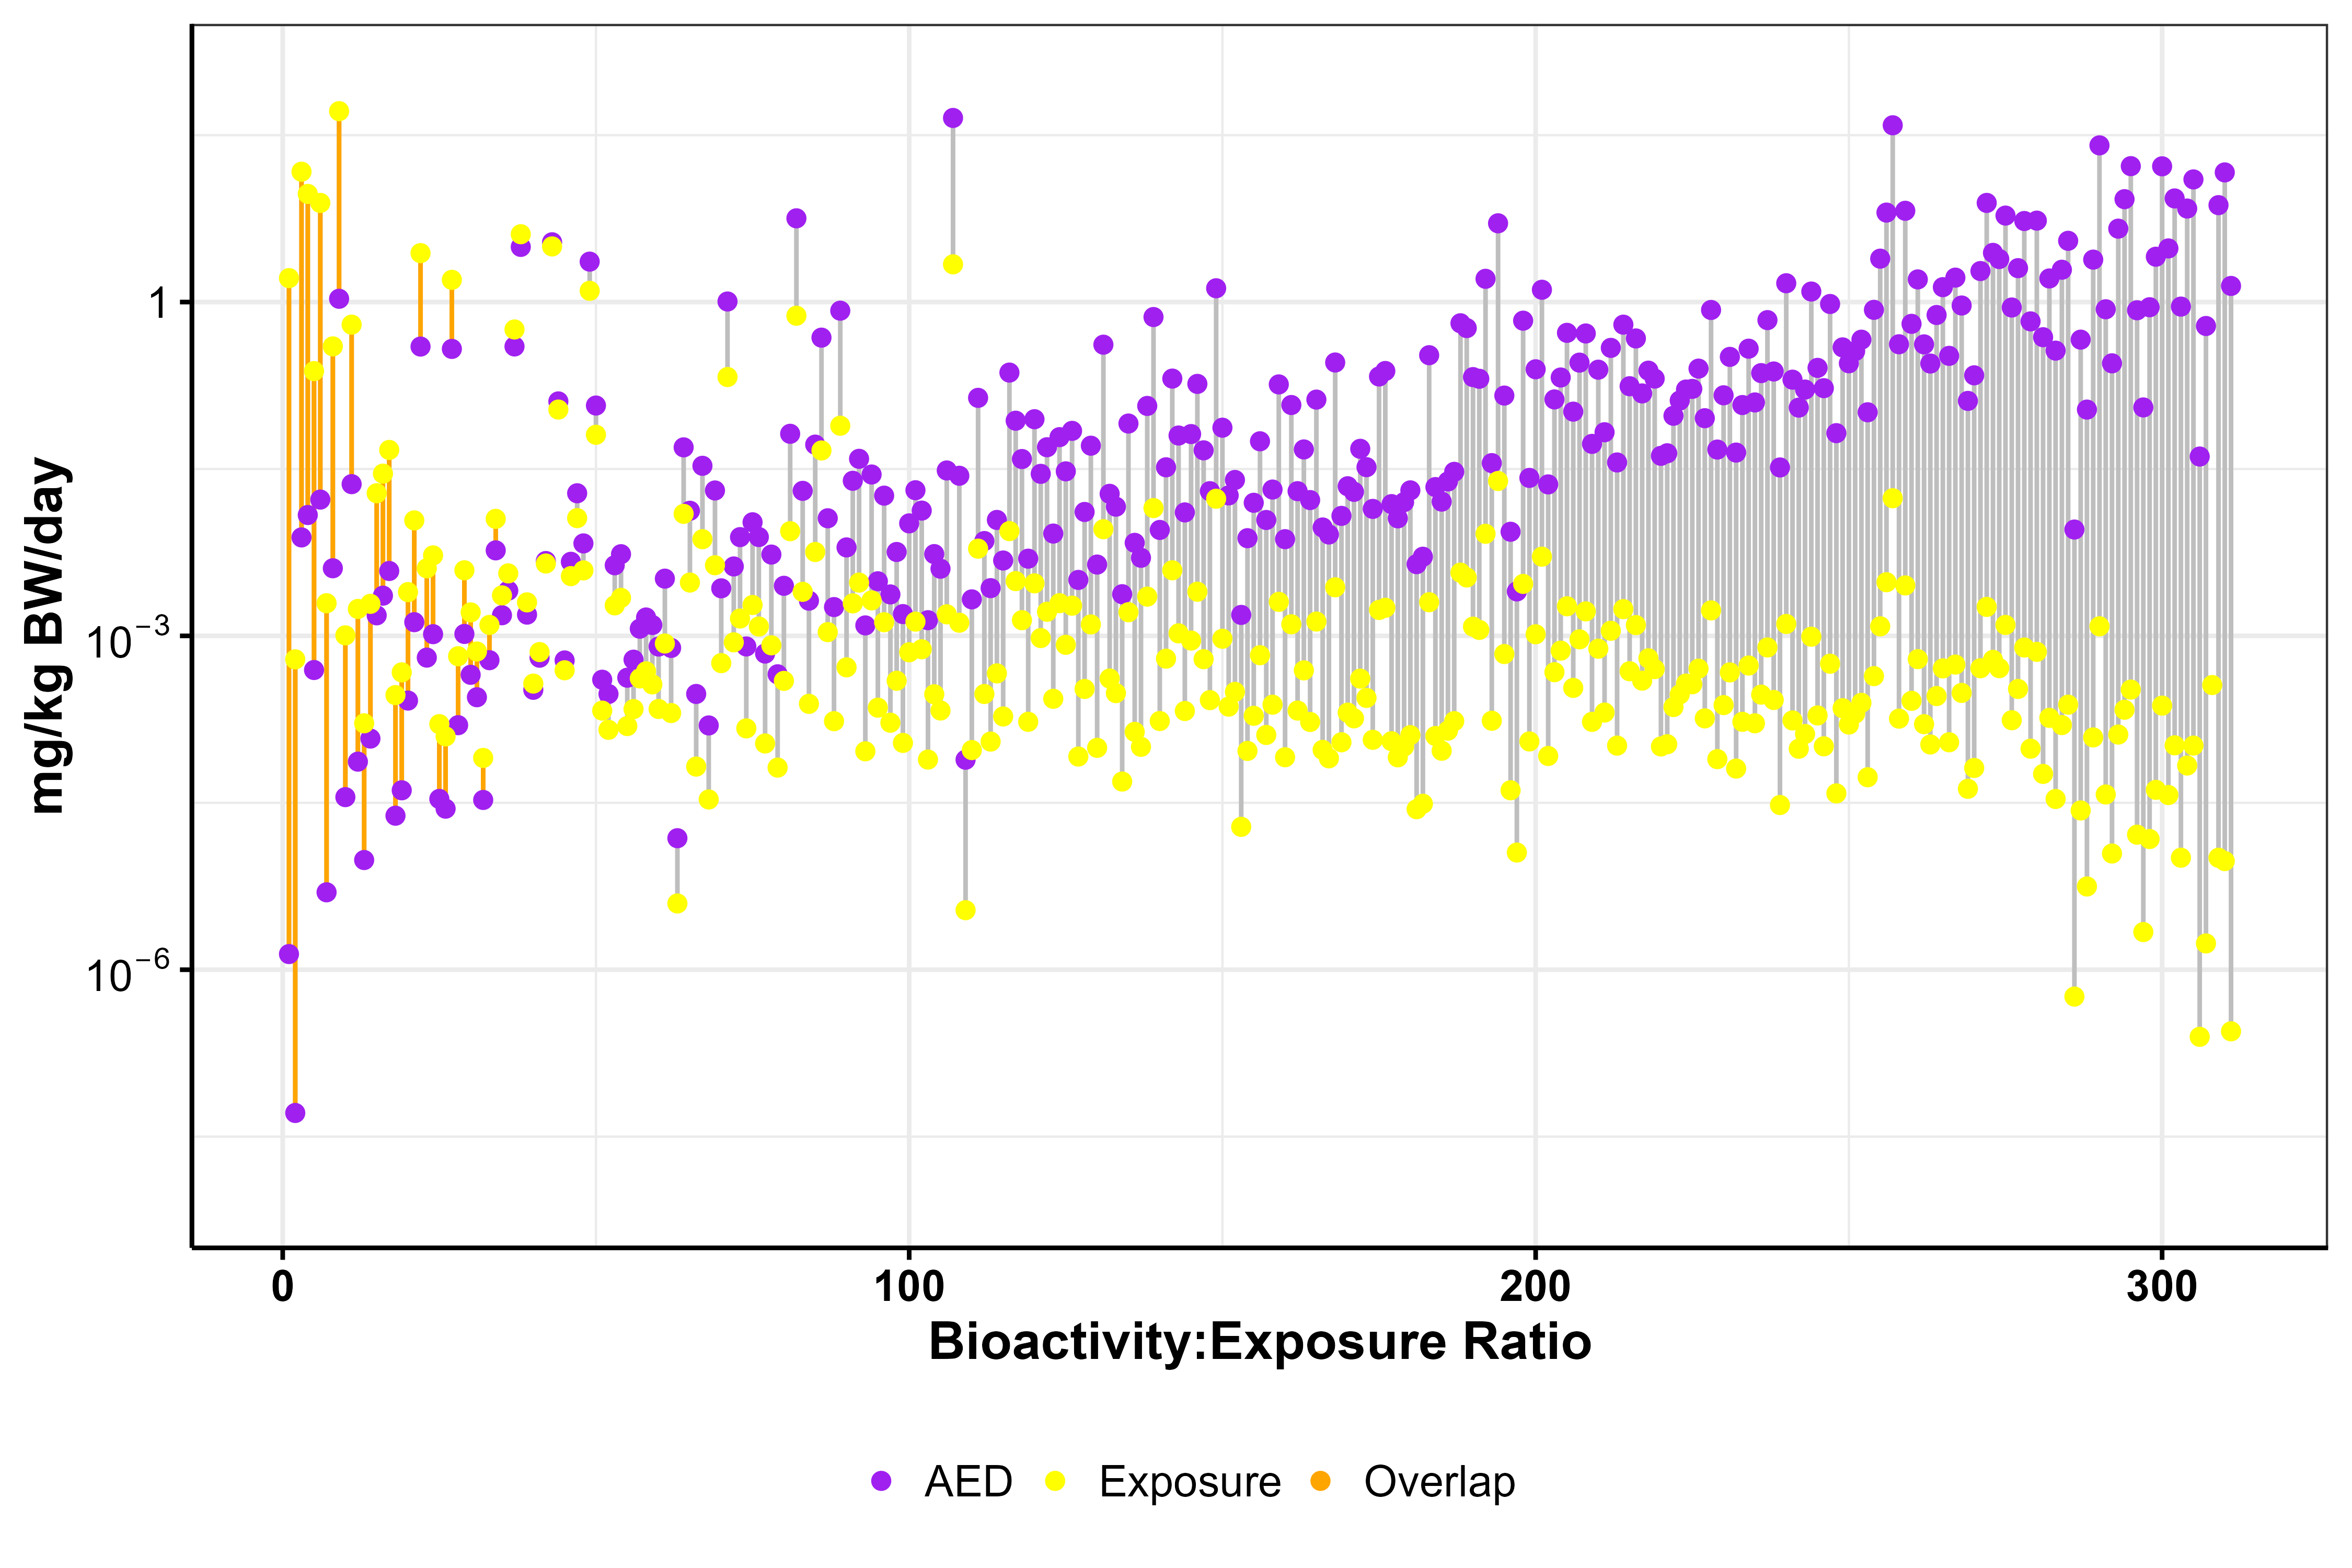 mg/kg BW/day
1
10⁻³
10⁻⁶
0 100 200 300
Bioactivity:Exposure Ratio
AED Exposure Overlap